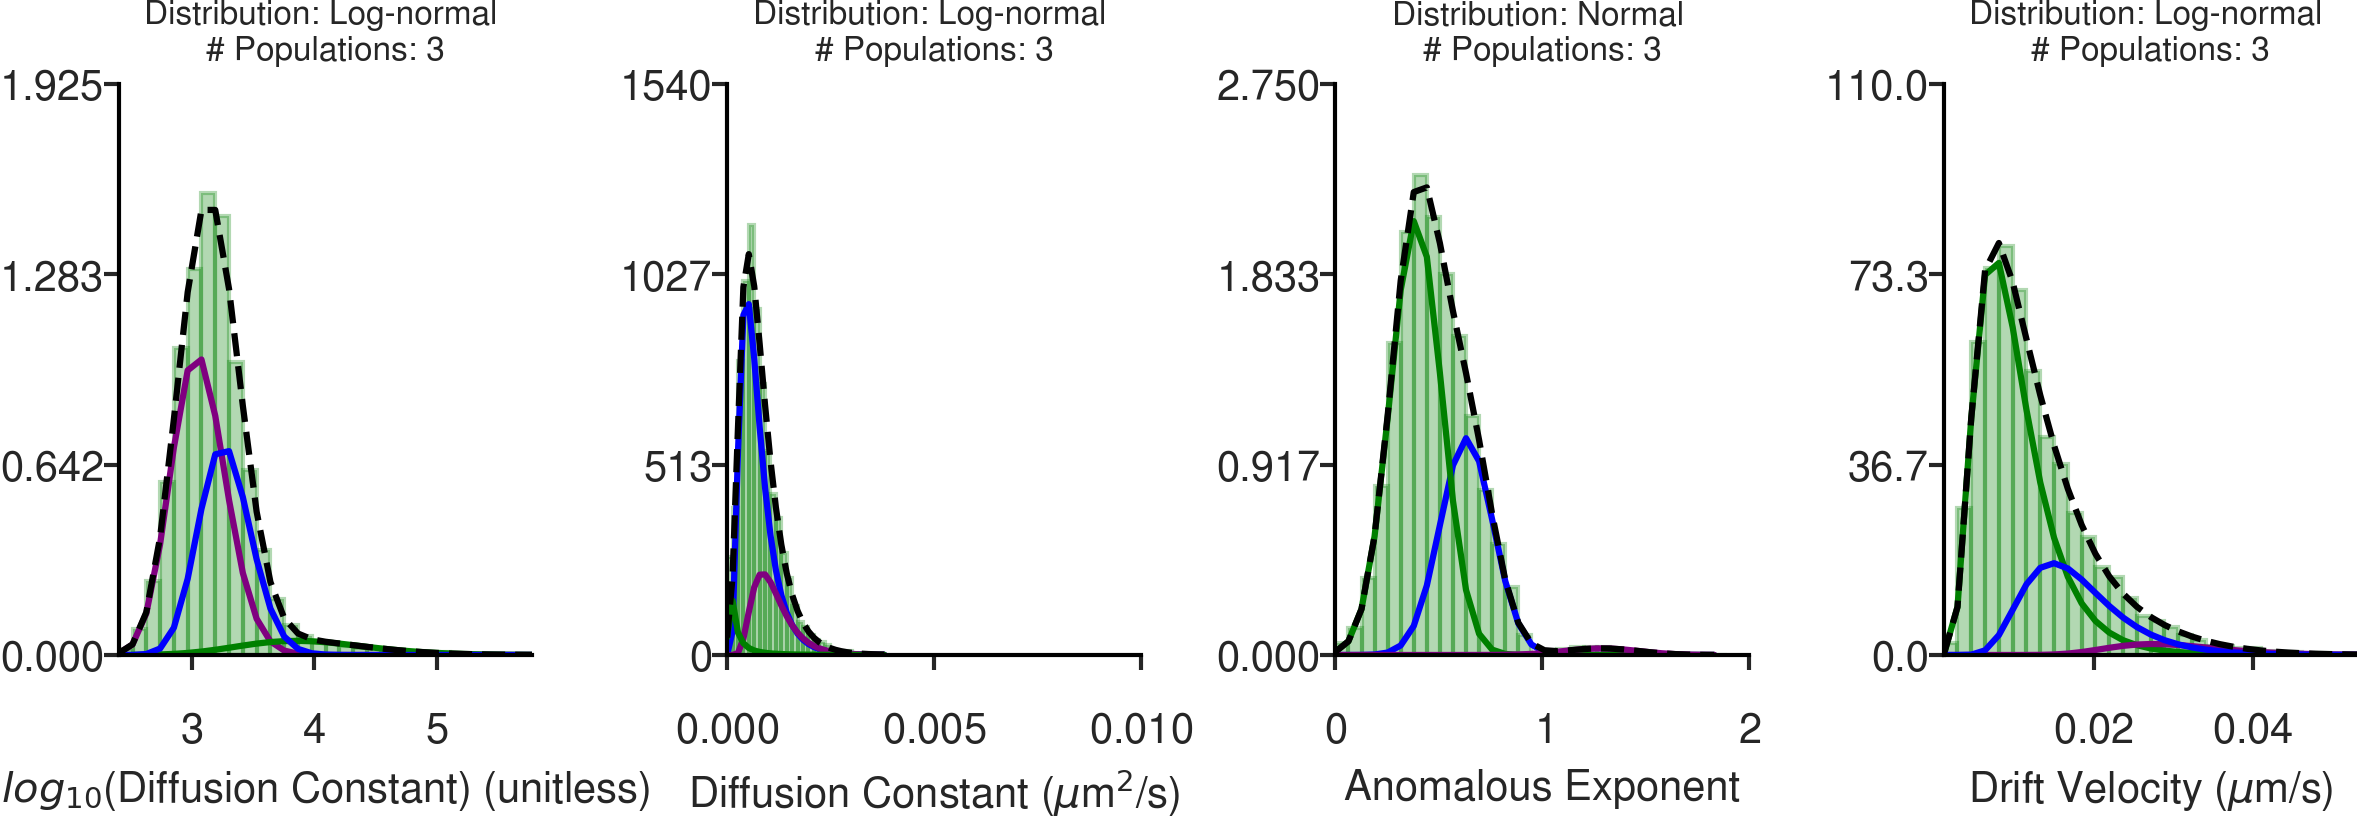 Distribution: Log-normal
# Populations: 3
1.925
1.283
0.642
0.000
3 4 5
log10(Diffusion Constant) (unitless)
Distribution: Log-normal
# Populations: 3
1540
1027
513
0
0.000 0.005 0.010
Diffusion Constant (μm²/s)
Distribution: Normal
# Populations: 3
2.750
1.833
0.917
0.000
0 1 2
Anomalous Exponent
Distribution: Log-normal
# Populations: 3
110.0
73.3
36.7
0.0
0.02 0.04
Drift Velocity (μm/s)